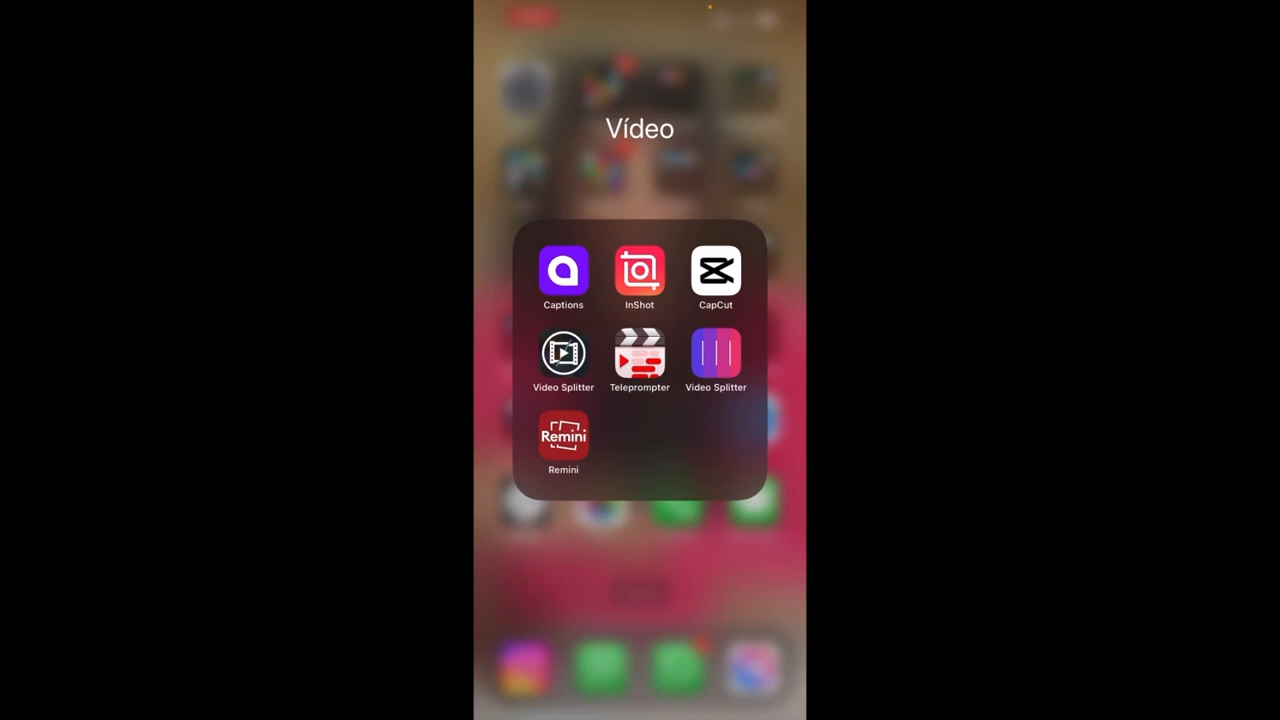 Vídeo
Captions
InShot
CapCut
Video Splitter
Teleprompter
Video Splitter
Remini
Remini